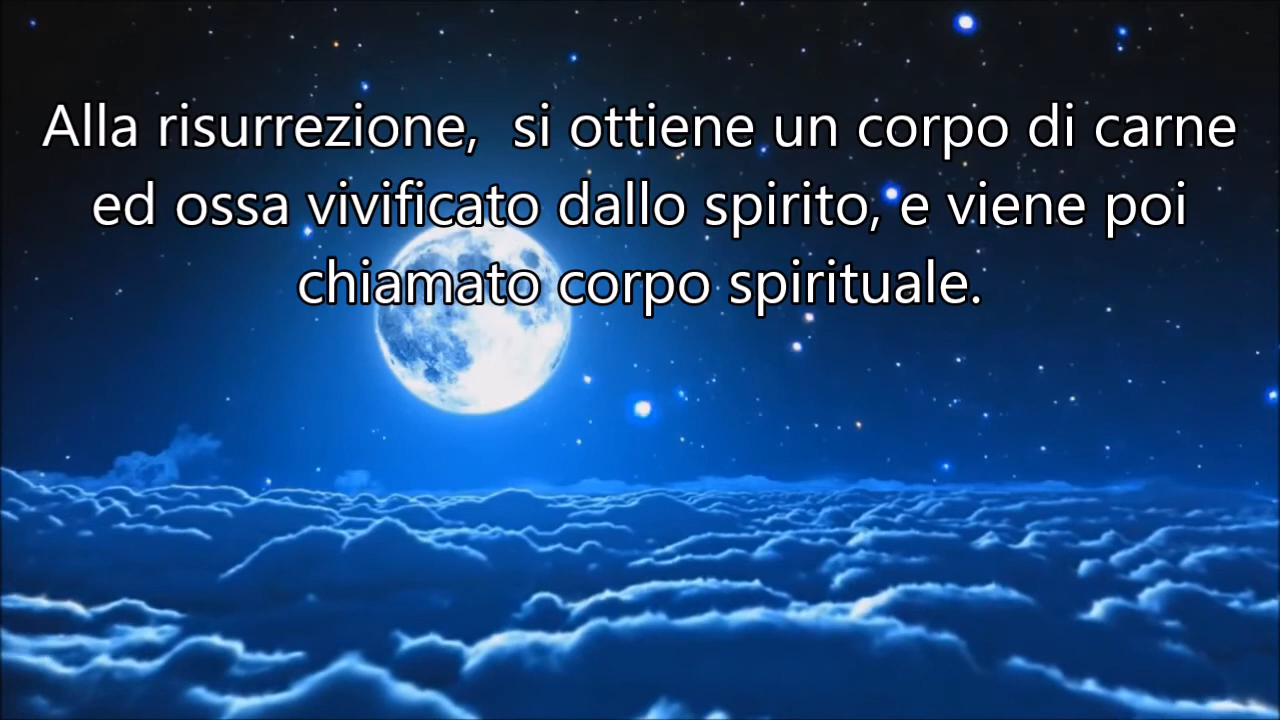 Alla risurrezione,  si ottiene un corpo di carne
ed ossa vivificato dallo spirito, e viene poi
chiamato corpo spirituale.